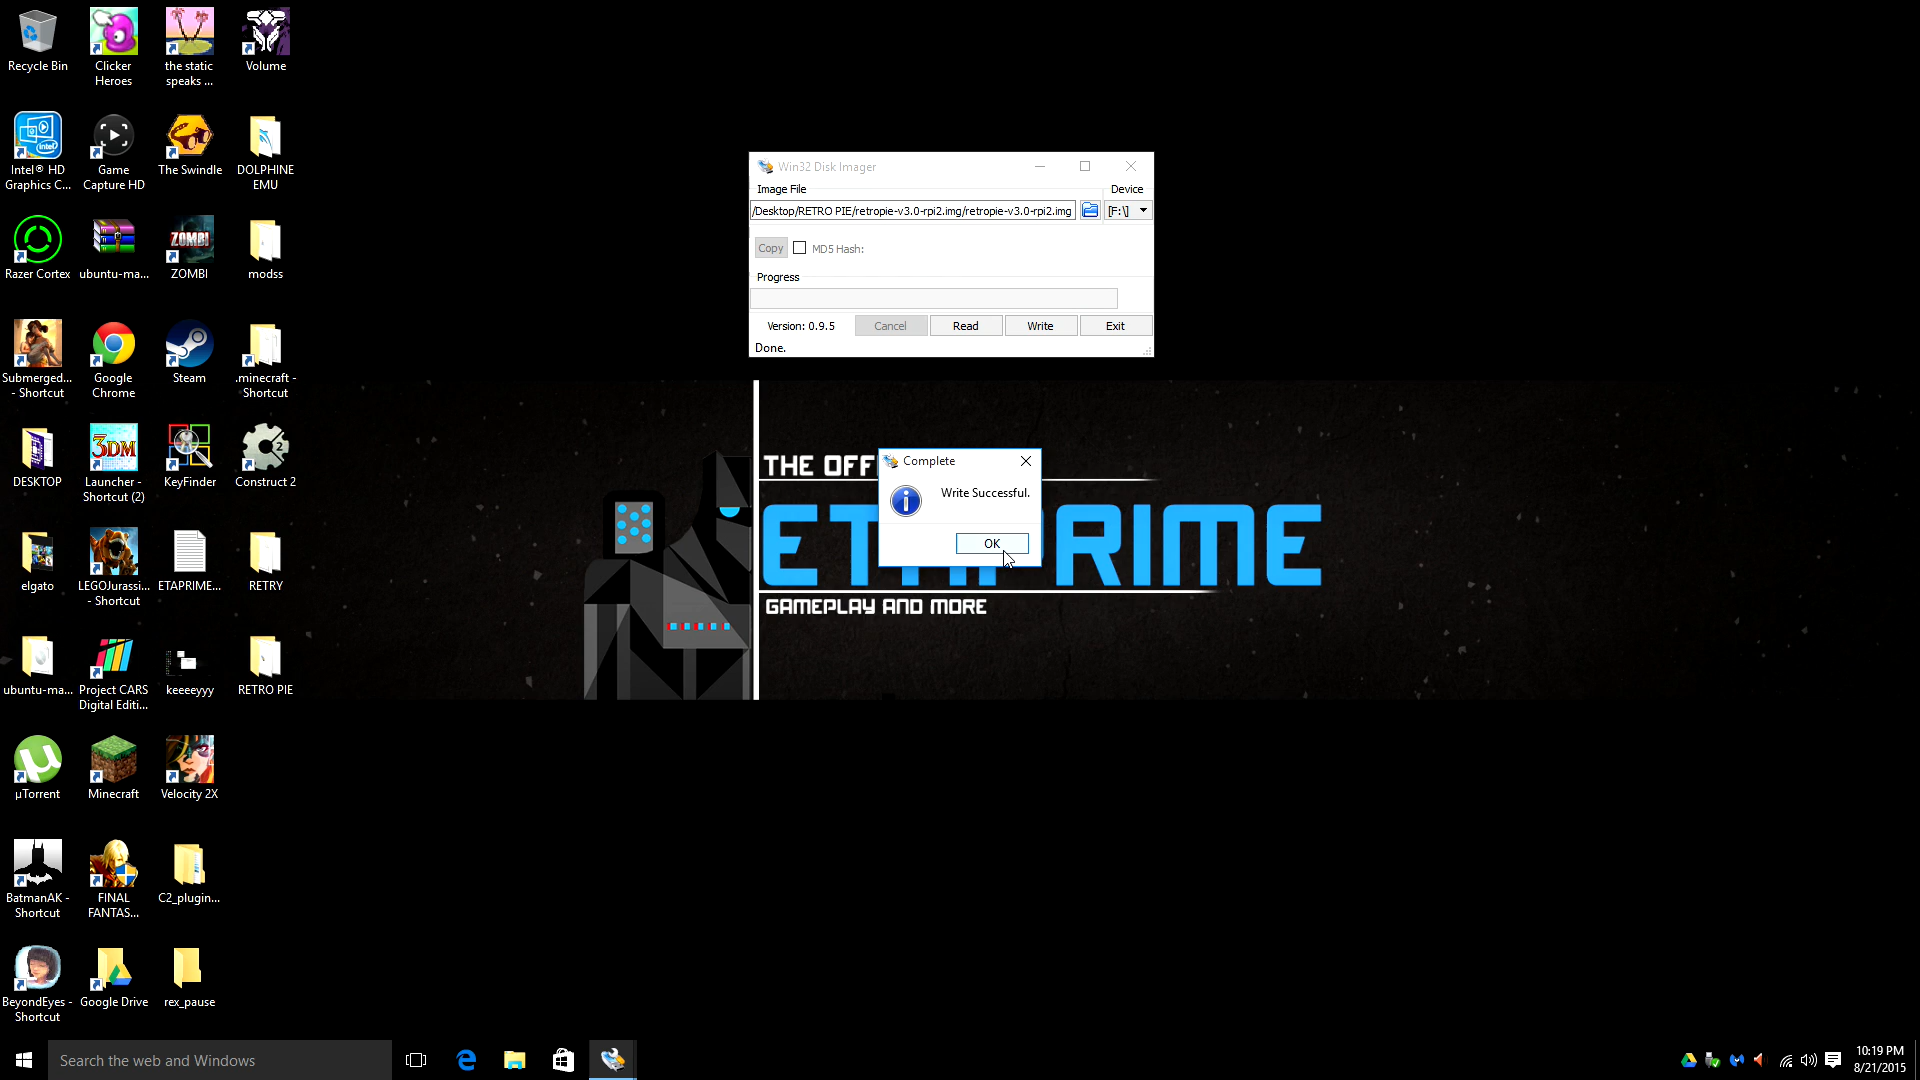 Recycle Bin
Clicker
Heroes
the static
speaks ...
Volume
Intel® HD
Graphics C...
Game
Capture HD
The Swindle
DOLPHINE
EMU
Razer Cortex
ubuntu-ma...
ZOMBI
ZOMBI
modss
Submerged...
- Shortcut
Google
Chrome
Steam
.minecraft -
Shortcut
DESKTOP
3DM
Launcher -
Shortcut (2)
KeyFinder
2
Construct 2
elgato
LEGOJurassi...
- Shortcut
ETAPRIME...
RETRY
ubuntu-ma...
Project CARS
Digital Editi...
keeeeyyy
RETRO PIE
µTorrent
Minecraft
Velocity 2X
BatmanAK -
Shortcut
FINAL
FANTAS...
C2_plugin...
BeyondEyes -
Shortcut
Google Drive
rex_pause
Win32 Disk Imager
Image File
Device
/Desktop/RETRO PIE/retropie-v3.0-rpi2.img/retropie-v3.0-rpi2.img
[F:\]
Copy
MD5 Hash:
Progress
Version: 0.9.5
Cancel
Read
Write
Exit
Done.
THE OFF
Complete
Write Successful.
OK
ETAPRIME
GAMEPLAY AND MORE
Search the web and Windows
10:19 PM
8/21/2015